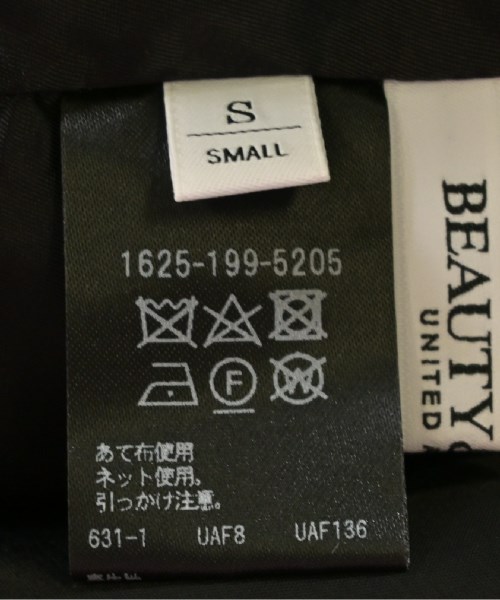 S
SMALL
1625-199-5205
F
W
あて布使用
ネット使用。
引っかけ注意。
631-1 UAF8 UAF136
BEAUTY
UNITED